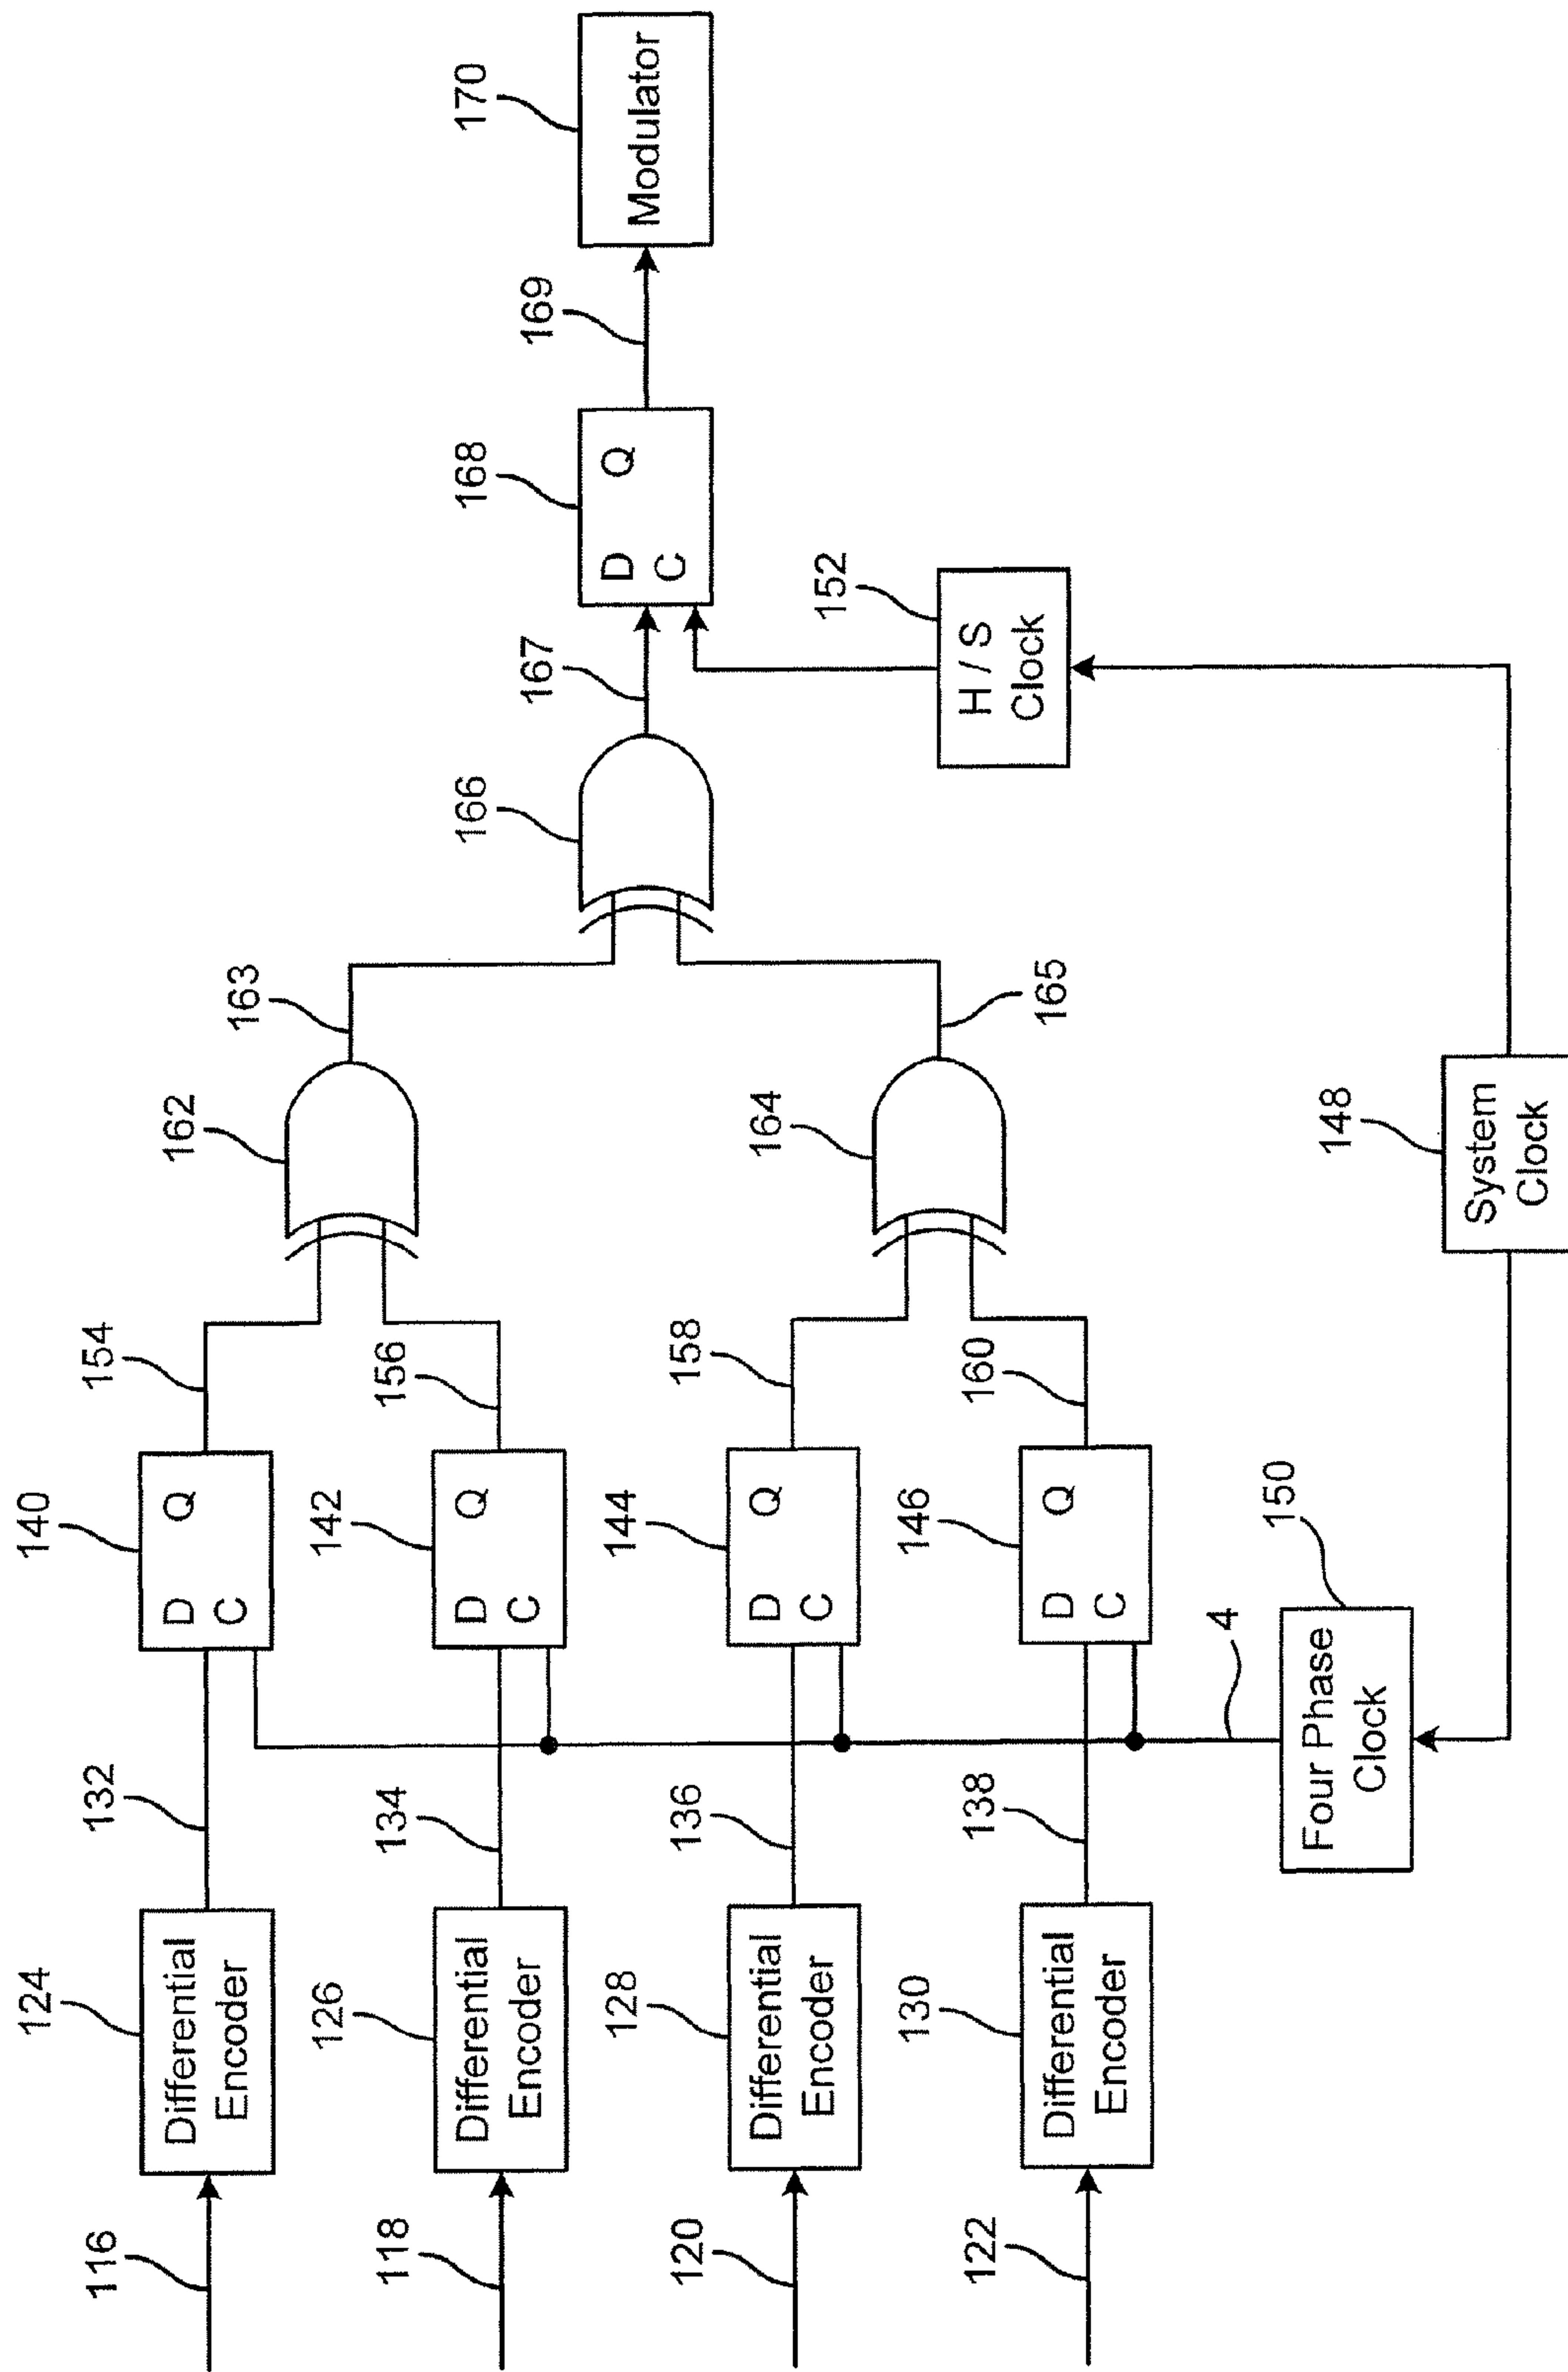 116
118
120
122
124
Differential
Encoder
126
Differential
Encoder
128
Differential
Encoder
130
Differential
Encoder
132
134
136
138
140
D Q
C
142
D Q
C
144
D Q
C
146
D Q
C
4
150
Four Phase
Clock
154
156
158
160
162
164
148
System
Clock
163
165
166
167
152
H / S
Clock
168
D Q
C
169
170
Modulator